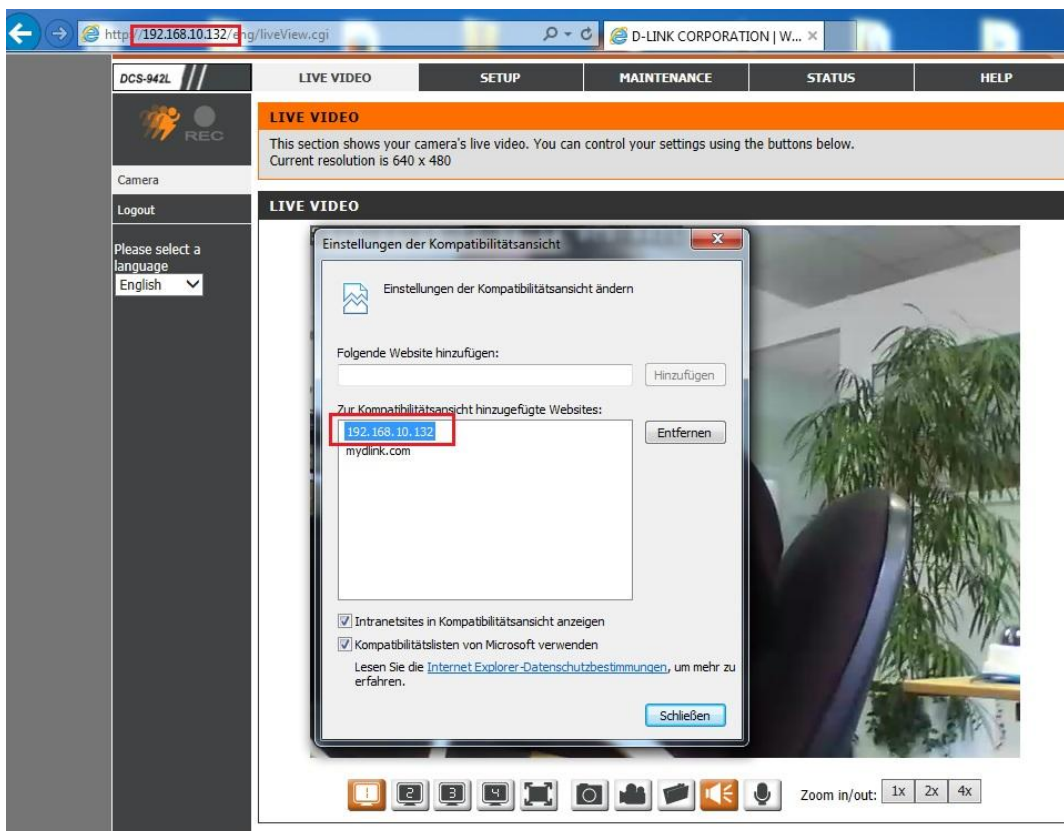 http://192.168.10.132/eng/liveView.cgi
D-LINK CORPORATION | W...
DCS-942L
LIVE VIDEO
SETUP
MAINTENANCE
STATUS
HELP
REC
Camera
Logout
Please select a
language
English
LIVE VIDEO
This section shows your camera's live video. You can control your settings using the buttons below.
Current resolution is 640 x 480
LIVE VIDEO
Einstellungen der Kompatibilitätsansicht
Einstellungen der Kompatibilitätsansicht ändern
Folgende Website hinzufügen:
Hinzufügen
Zur Kompatibilitätsansicht hinzugefügte Websites:
192.168.10.132
mydlink.com
Entfernen
Intranetsites in Kompatibilitätsansicht anzeigen
Kompatibilitätslisten von Microsoft verwenden
Lesen Sie die Internet Explorer-Datenschutzbestimmungen, um mehr zu
erfahren.
Schließen
1 2 3 4
Zoom in/out: 1x 2x 4x